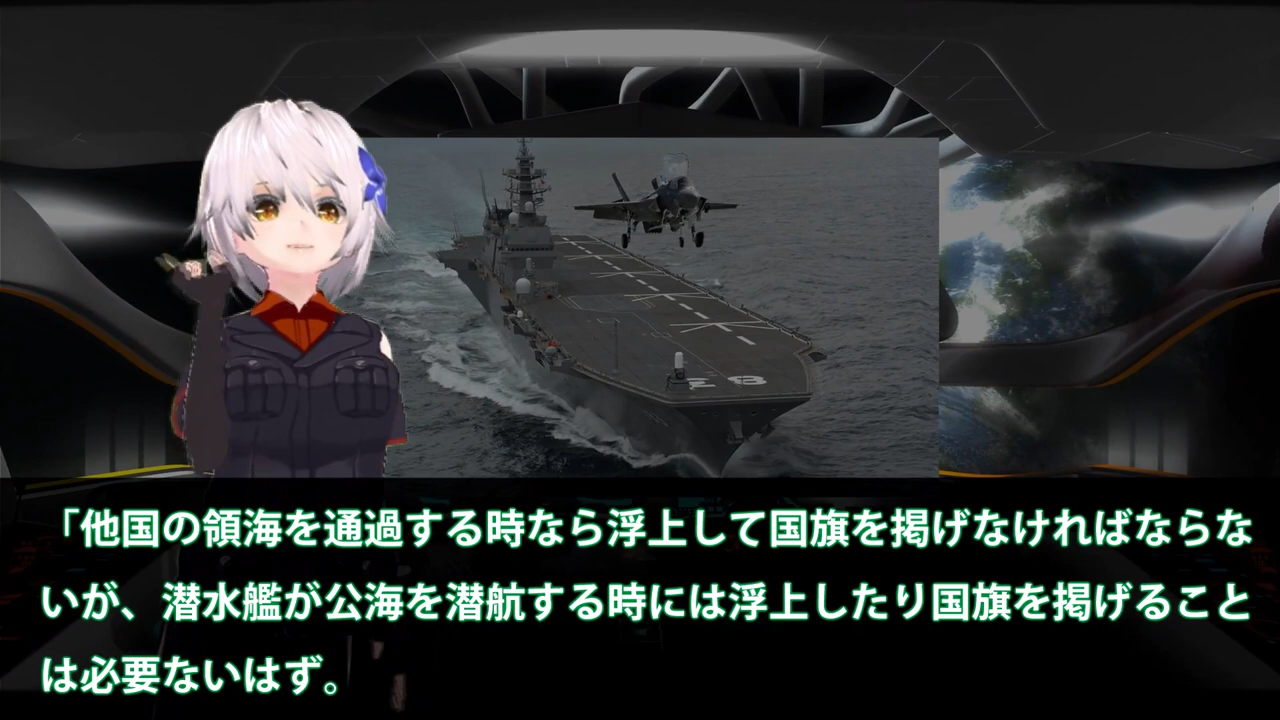 「他国の領海を通過する時なら浮上して国旗を掲げなければならな
いが、潜水艦が公海を潜航する時には浮上したり国旗を掲げること
は必要ないはず。